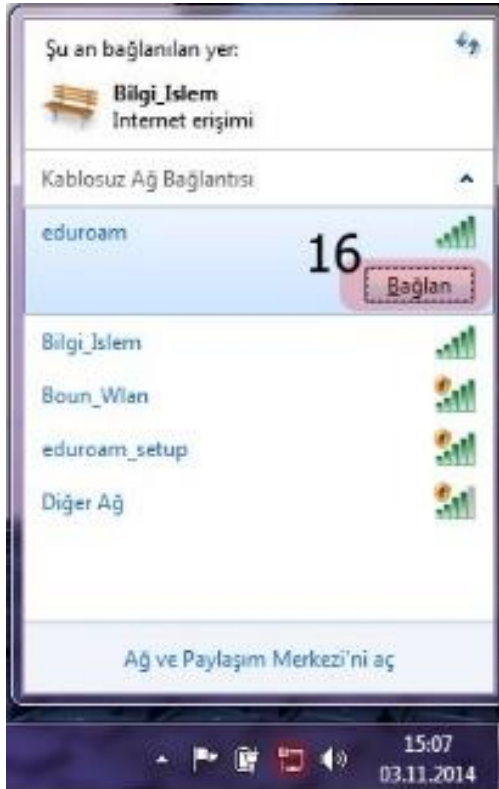 Şu an bağlanılan yer:
Bilgi_Islem
Internet erişimi
Kablosuz Ağ Bağlantısı
eduroam
16
Bağlan
Bilgi_Islem
Boun_Wlan
eduroam_setup
Diğer Ağ
Ağ ve Paylaşım Merkezi'ni aç
15:07
03.11.2014